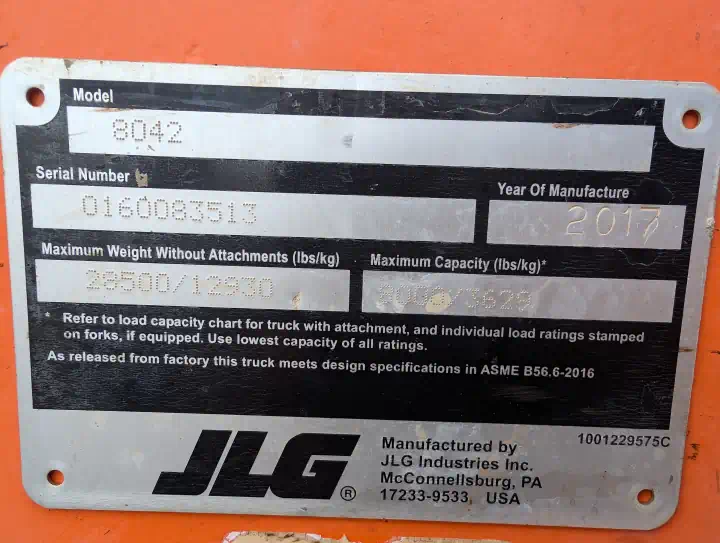 Model
8042
Serial Number
0160083513
Year Of Manufacture
2017
Maximum Weight Without Attachments (lbs/kg)
28500/12930
Maximum Capacity (lbs/kg)*
8000/3629
* Refer to load capacity chart for truck with attachment, and individual load ratings stamped
on forks, if equipped. Use lowest capacity of all ratings.
As released from factory this truck meets design specifications in ASME B56.6-2016
JLG®
Manufactured by
JLG Industries Inc.
McConnellsburg, PA
17233-9533, USA
1001229575C